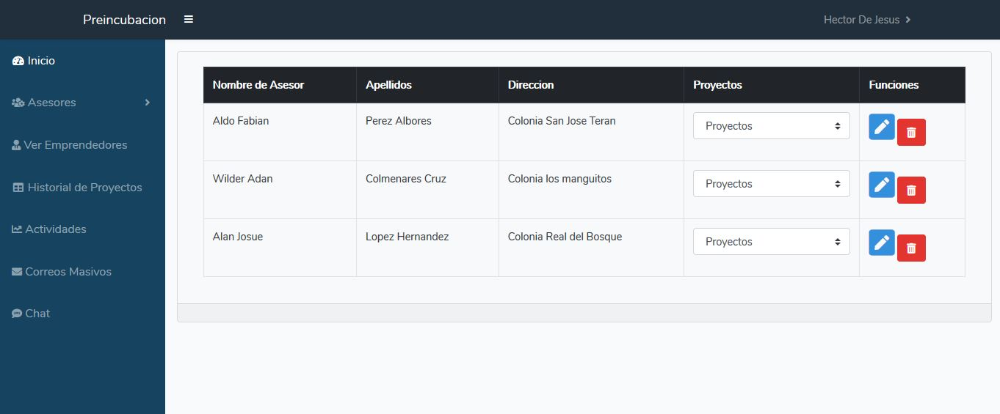 Preincubacion
Hector De Jesus
Inicio
Asesores
Ver Emprendedores
Historial de Proyectos
Actividades
Correos Masivos
Chat
Nombre de Asesor Apellidos Direccion Proyectos Funciones
Aldo Fabian Perez Albores Colonia San Jose Teran Proyectos
Wilder Adan Colmenares Cruz Colonia los manguitos Proyectos
Alan Josue Lopez Hernandez Colonia Real del Bosque Proyectos